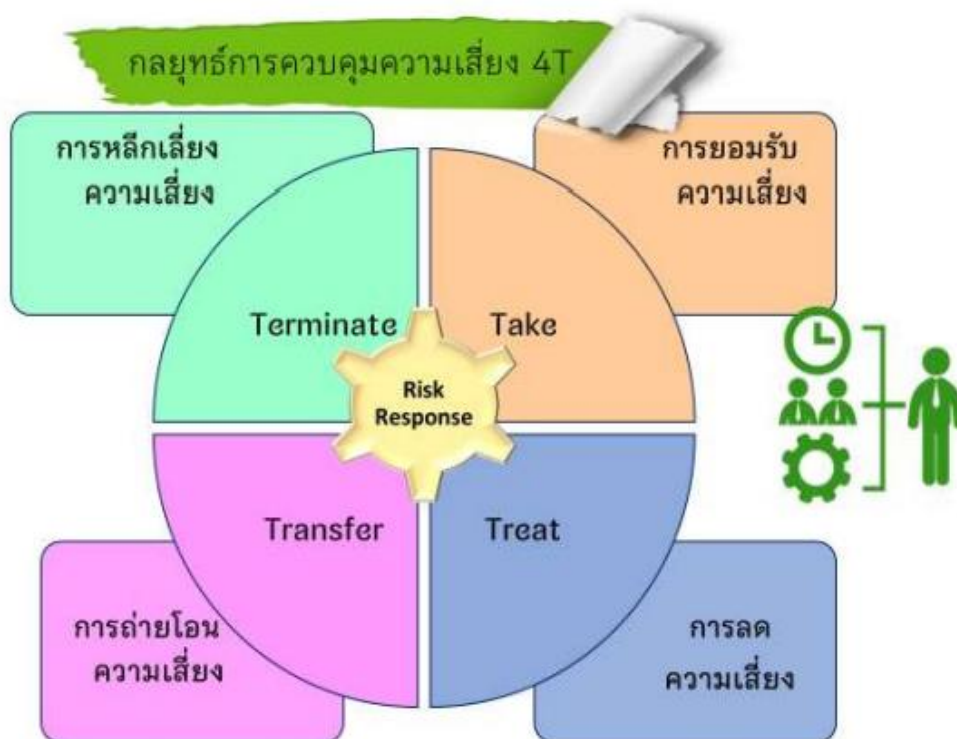 กลยุทธ์การควบคุมความเสี่ยง 4T
การหลีกเลี่ยง
ความเสี่ยง
การยอมรับ
ความเสี่ยง
Terminate
Take
Risk
Response
Transfer
Treat
การถ่ายโอน
ความเสี่ยง
การลด
ความเสี่ยง